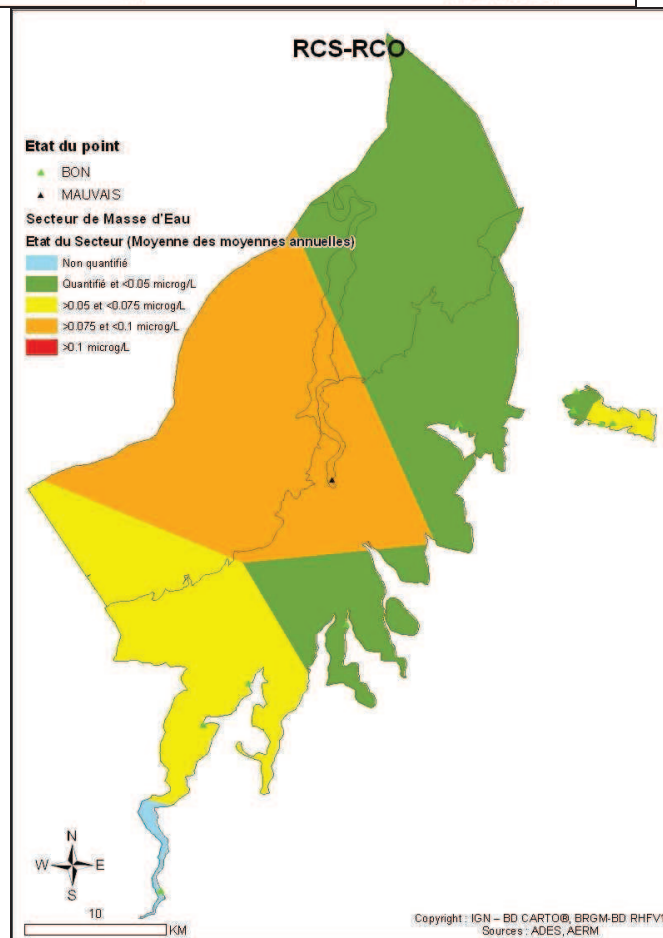 RCS-RCO
Etat du point
BON
MAUVAIS
Secteur de Masse d'Eau
Etat du Secteur (Moyenne des moyennes annuelles)
Non quantifié
Quantifié et <0.05 microg/L
>0.05 et <0.075 microg/L
>0.075 et <0.1 microg/L
>0.1 microg/L
N
W E
S
10
KM
Copyright : IGN – BD CARTO®, BRGM-BD RHFV1
Sources : ADES, AERM